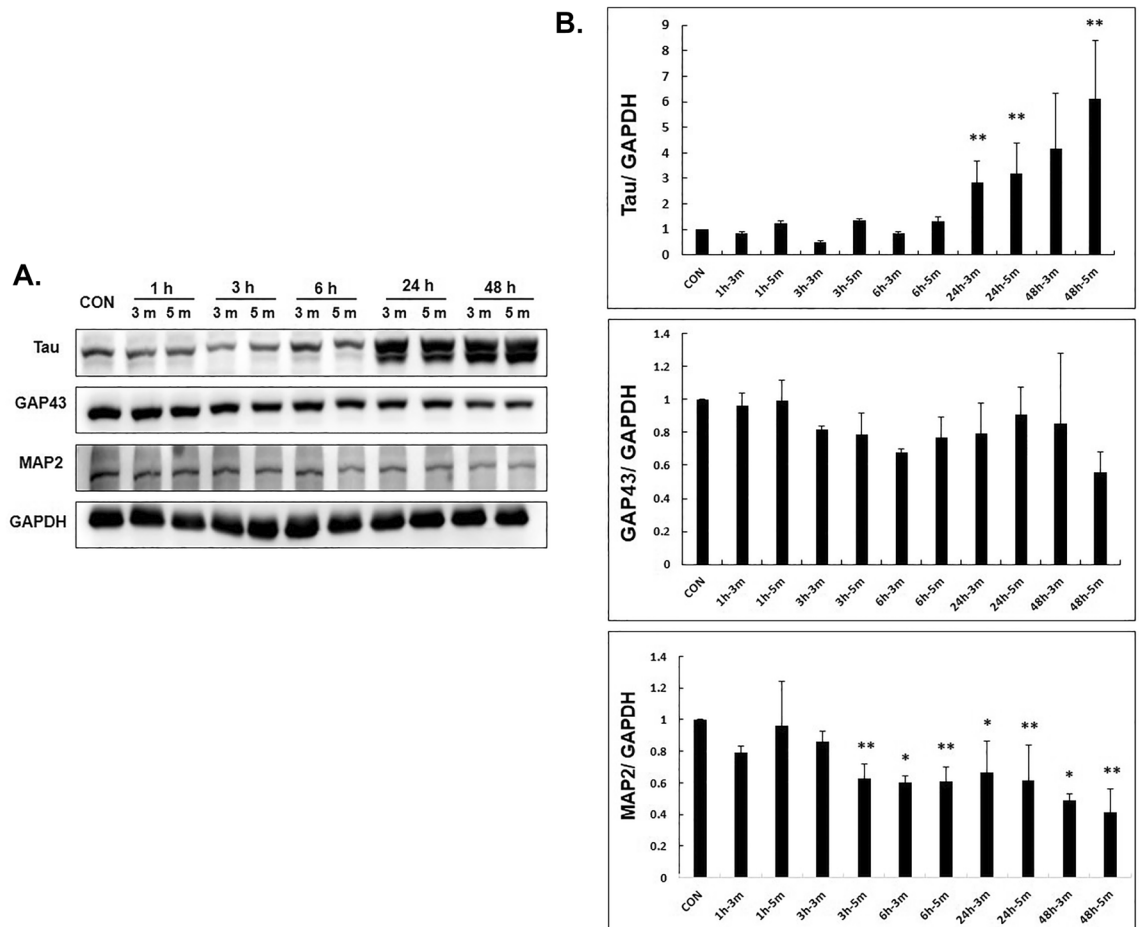 A.
CON 1 h 3 h 6 h 24 h 48 h
3 m 5 m 3 m 5 m 3 m 5 m 3 m 5 m 3 m 5 m
Tau
GAP43
MAP2
GAPDH
B.
Tau/ GAPDH
9
8
7
6
5
4
3
2
1
0
** ** **
CON 1h-3m 1h-5m 3h-3m 3h-5m 6h-3m 6h-5m 24h-3m 24h-5m 48h-3m 48h-5m
GAP43/ GAPDH
1.4
1.2
1
0.8
0.6
0.4
0.2
0
CON 1h-3m 1h-5m 3h-3m 3h-5m 6h-3m 6h-5m 24h-3m 24h-5m 48h-3m 48h-5m
MAP2/ GAPDH
1.4
1.2
1
0.8
0.6
0.4
0.2
0
** * ** * ** * **
CON 1h-3m 1h-5m 3h-3m 3h-5m 6h-3m 6h-5m 24h-3m 24h-5m 48h-3m 48h-5m